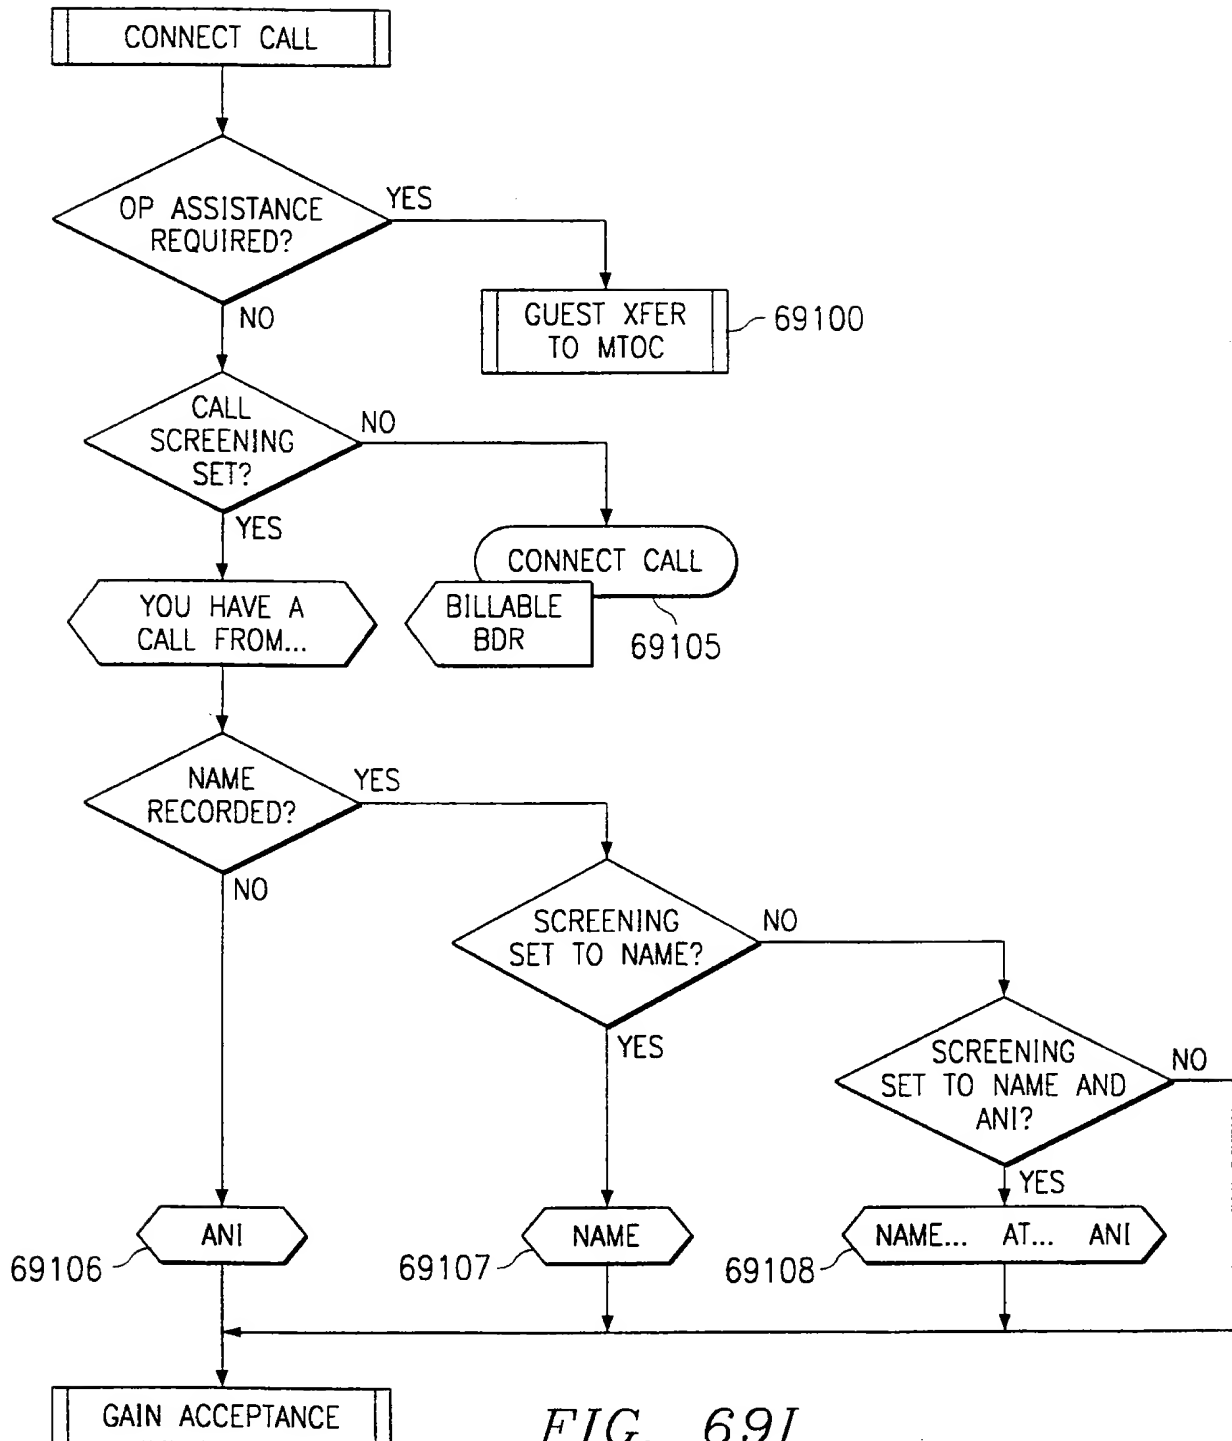 CONNECT CALL
OP ASSISTANCE
REQUIRED?
YES
NO
GUEST XFER
TO MTOC
69100
CALL
SCREENING
SET?
NO
YES
CONNECT CALL
BILLABLE
BDR
69105
YOU HAVE A
CALL FROM...
NAME
RECORDED?
YES
NO
SCREENING
SET TO NAME?
NO
YES
SCREENING
SET TO NAME AND
ANI?
NO
YES
ANI
69106
NAME
69107
NAME... AT... ANI
69108
GAIN ACCEPTANCE
FIG. 69I